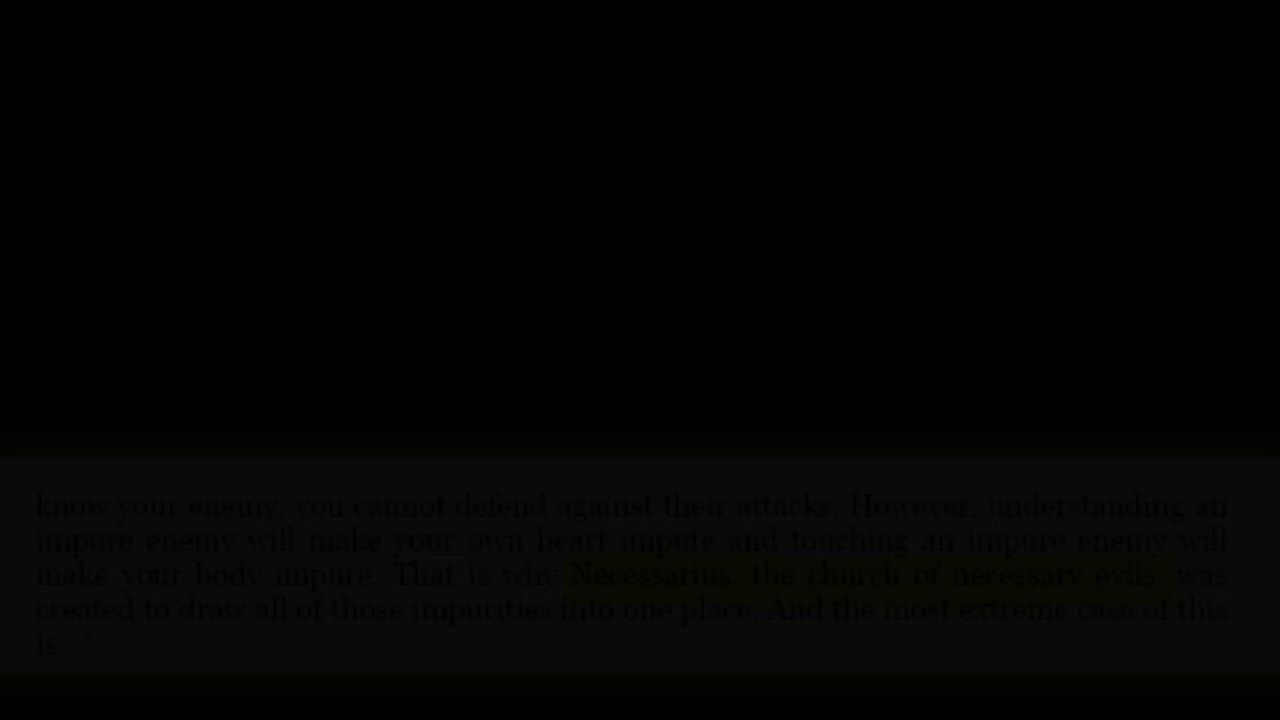 know your enemy, you cannot defend against their attacks. However, understanding an
impure enemy will make your own heart impute and touching an impure enemy will
make your body impure. That is why Necessarius, the church of necessary evils, was
created to draw all of those impurities into one place. And the most extreme case of this
is..."